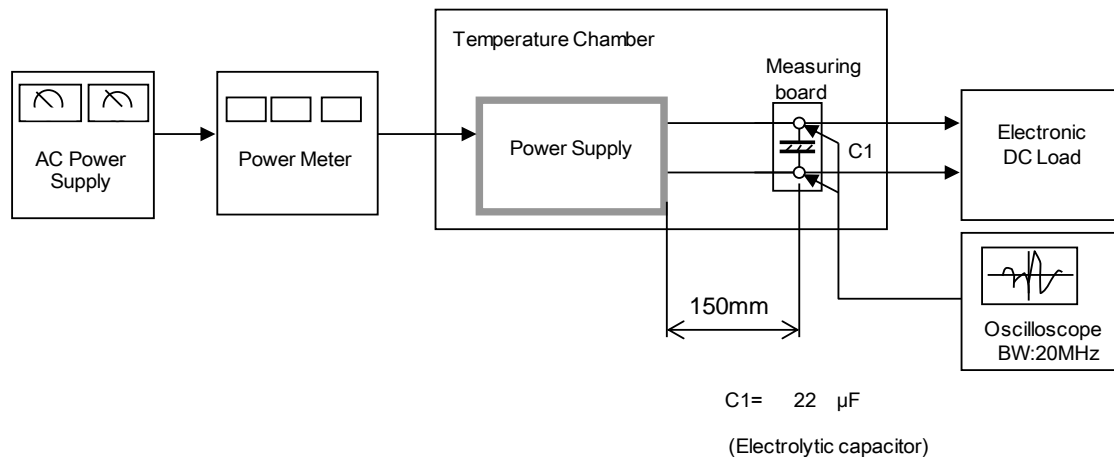 Temperature Chamber
Measuring
board
AC Power
Supply
Power Meter
Power Supply
C1
Electronic
DC Load
150mm
Oscilloscope
BW:20MHz
C1= 22 µF
(Electrolytic capacitor)